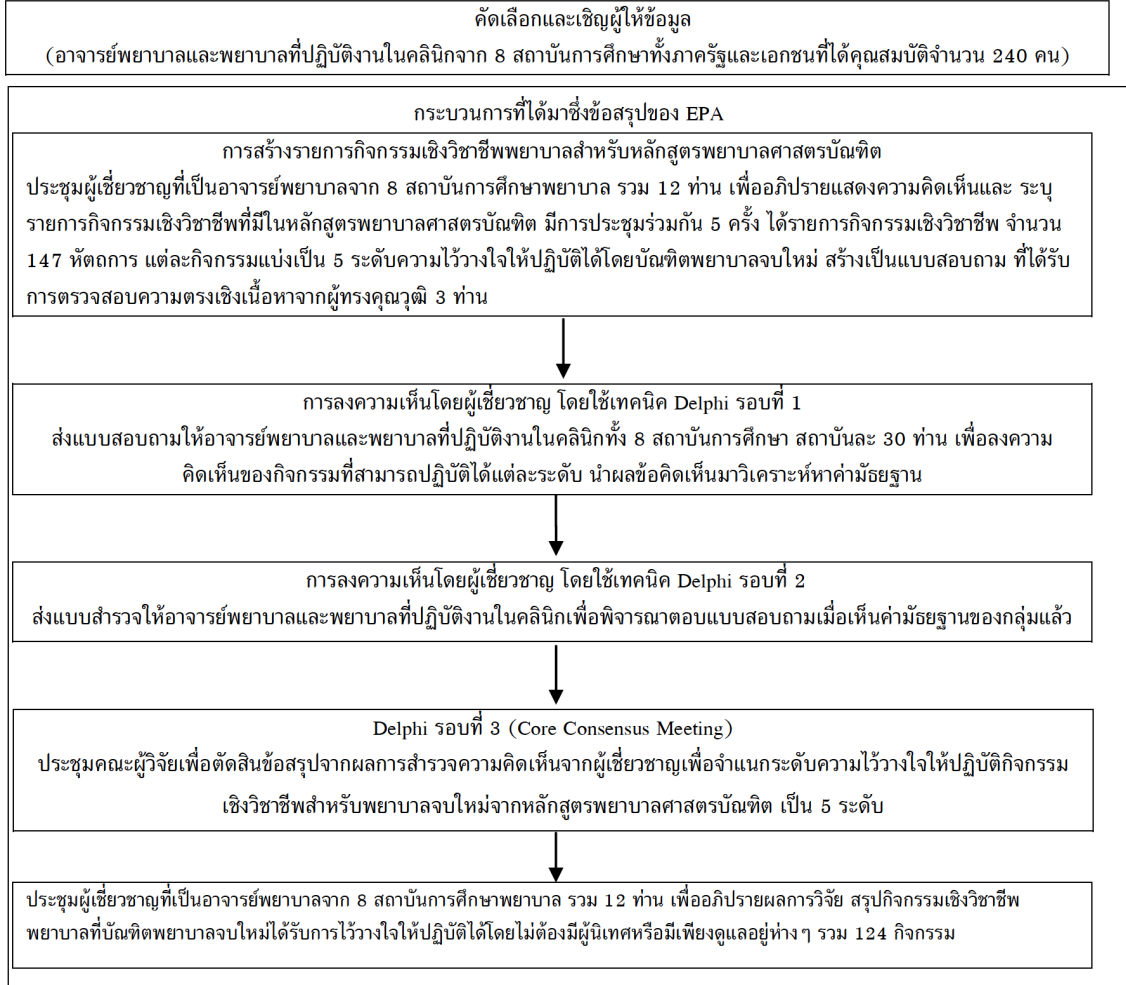 คัดเลือกและเชิญผู้ให้ข้อมูล
(อาจารย์พยาบาลและพยาบาลที่ปฏิบัติงานในคลินิกจาก 8 สถาบันการศึกษาทั้งภาครัฐและเอกชนที่ได้คุณสมบัติจำนวน 240 คน)
กระบวนการที่ได้มาซึ่งข้อสรุปของ EPA
การสร้างรายการกิจกรรมเชิงวิชาชีพพยาบาลสำหรับหลักสูตรพยาบาลศาสตรบัณฑิต
ประชุมผู้เชี่ยวชาญที่เป็นอาจารย์พยาบาลจาก 8 สถาบันการศึกษาพยาบาล รวม 12 ท่าน เพื่ออภิปรายแสดงความคิดเห็นและ ระบุ
รายการกิจกรรมเชิงวิชาชีพที่มีในหลักสูตรพยาบาลศาสตรบัณฑิต มีการประชุมร่วมกัน 5 ครั้ง ได้รายการกิจกรรมเชิงวิชาชีพ จำนวน
147 หัตถการ แต่ละกิจกรรมแบ่งเป็น 5 ระดับความไว้วางใจให้ปฏิบัติได้โดยบัณฑิตพยาบาลจบใหม่ สร้างเป็นแบบสอบถาม ที่ได้รับ
การตรวจสอบความตรงเชิงเนื้อหาจากผู้ทรงคุณวุฒิ 3 ท่าน
การลงความเห็นโดยผู้เชี่ยวชาญ โดยใช้เทคนิค Delphi รอบที่ 1
ส่งแบบสอบถามให้อาจารย์พยาบาลและพยาบาลที่ปฏิบัติงานในคลินิกทั้ง 8 สถาบันการศึกษา สถาบันละ 30 ท่าน เพื่อลงความ
คิดเห็นของกิจกรรมที่สามารถปฏิบัติได้แต่ละระดับ นำผลข้อคิดเห็นมาวิเคราะห์หาค่ามัธยฐาน
การลงความเห็นโดยผู้เชี่ยวชาญ โดยใช้เทคนิค Delphi รอบที่ 2
ส่งแบบสำรวจให้อาจารย์พยาบาลและพยาบาลที่ปฏิบัติงานในคลินิกเพื่อพิจารณาตอบแบบสอบถามเมื่อเห็นค่ามัธยฐานของกลุ่มแล้ว
Delphi รอบที่ 3 (Core Consensus Meeting)
ประชุมคณะผู้วิจัยเพื่อตัดสินข้อสรุปจากผลการสำรวจความคิดเห็นจากผู้เชี่ยวชาญเพื่อจำแนกระดับความไว้วางใจให้ปฏิบัติกิจกรรม
เชิงวิชาชีพสำหรับพยาบาลจบใหม่จากหลักสูตรพยาบาลศาสตรบัณฑิต เป็น 5 ระดับ
ประชุมผู้เชี่ยวชาญที่เป็นอาจารย์พยาบาลจาก 8 สถาบันการศึกษาพยาบาล รวม 12 ท่าน เพื่ออภิปรายผลการวิจัย สรุปกิจกรรมเชิงวิชาชีพ
พยาบาลที่บัณฑิตพยาบาลจบใหม่ได้รับการไว้วางใจให้ปฏิบัติได้โดยไม่ต้องมีผู้นิเทศหรือมีเพียงดูแลอยู่ห่าง ๆ รวม 124 กิจกรรม